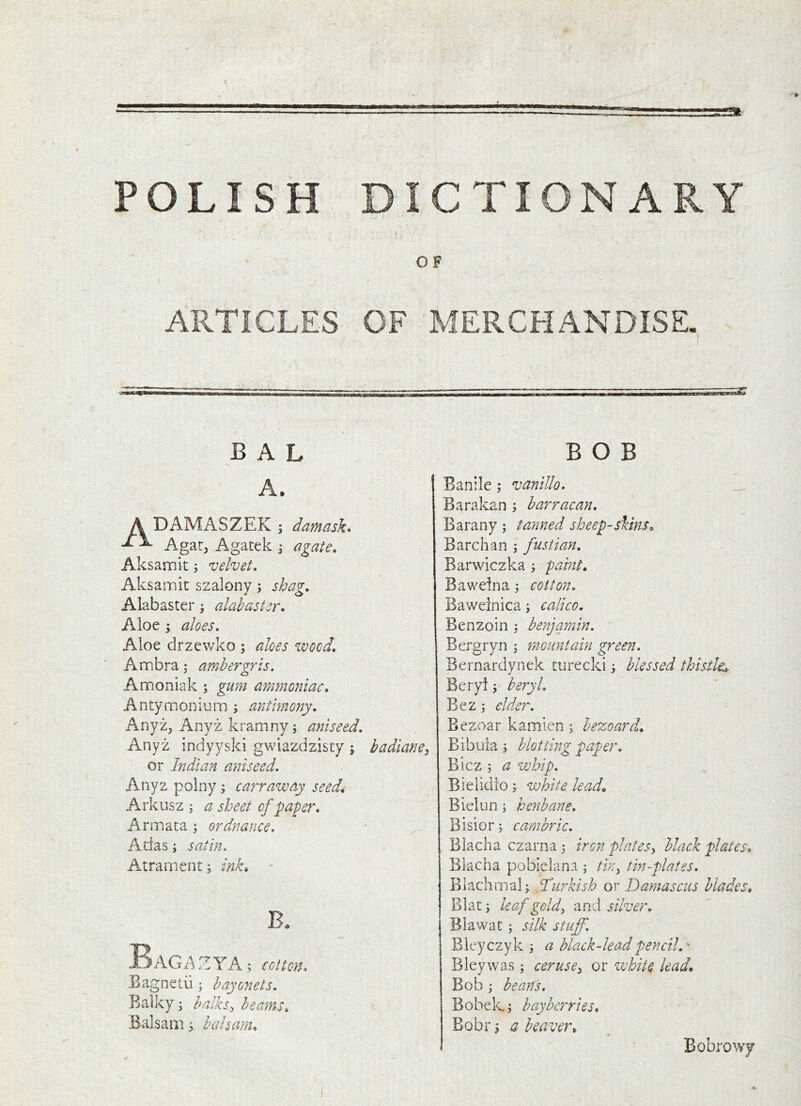 POLISH DICTIONARY
OF
ARTICLES OF MERCHANDISE.
BAL
A.
ADAMASZEK ; damask.
Agat, Agatek ; agate.
Aksamit ; velvet.
Aksamit szalony ; shag.
Alabaster ; alabaster.
Aloe ; aloes.
Aloe drzewko ; aloes wood.
Ambra ; ambergris.
Amoniak ; gum ammoniac.
Antymonium ; antimony.
Anyż, Anyż kramny ; aniseed.
Anyż indyyski gwiazdzisty ; badiane,
or Indian aniseed.
Anyz polny ; carraway seed.
Arkusz ; a sheet of paper.
Armata ; ordnance.
Atłas ; satin.
Atrament ; ink.
B.
BAGAZYA ; cotton.
Bagnetii ; bayonets.
Balky ; balks, beams.
Balsam ; balsam.
BOB
Banile ; vanillo.
Barakan ; barracan.
Barany ; tanned sheep-skins.
Barchan ; fustian.
Barwiczka ; paint.
Bawełna ; cotton.
Bawełnica ; calico.
Benzoin ; benjamin.
Bergryn ; mountain green.
Bernardynek turecki ; blessed thistle.
Berył ; beryl.
Bez ; elder.
Bezoar kamien ; bezoard.
Bibuła ; blotting paper.
Bicz ; a whip.
Bielidło ; white lead.
Bielun ; henbane.
Bisior ; cambric.
Blacha czarna ; iron plates, black plates.
Blacha pobielana ; tin, tin-plates.
Blachmal ; Turkish or Damascus blades.
Blat ; leaf gold, and silver.
Bławat ; silk stuff.
Bleyczyk ; a black-lead pencil.
Bleywas ; ceruse, or white lead.
Bob ; beans.
Bobek ; bayberries.
Bobr ; a beaver.
Bobrowy